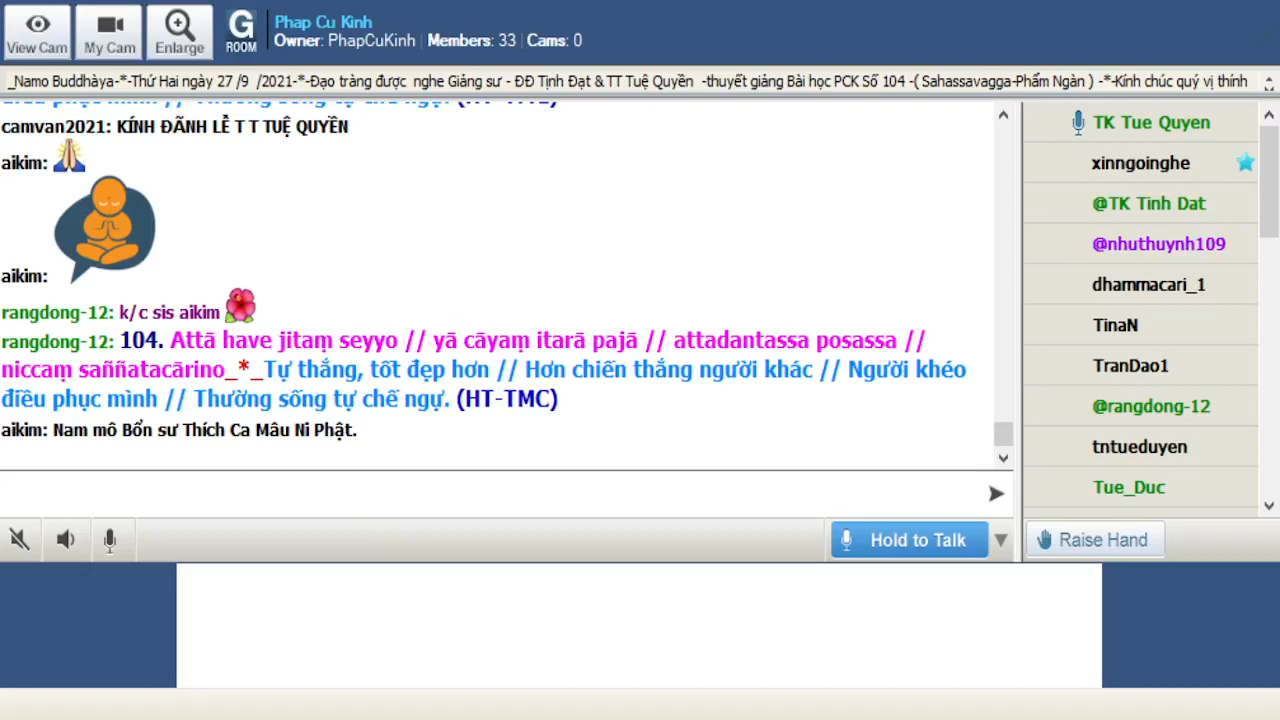 View Cam
My Cam
Enlarge
G
ROOM
Phap Cu Kinh
Owner: PhapCuKinh | Members: 33 | Cams: 0
_Namo Buddhàya-*-Thứ Hai ngày 27 /9 /2021-*-Đạo tràng được nghe Giảng sư - ĐĐ Tịnh Đạt & TT Tuệ Quyền -thuyết giảng Bài học PCK Số 104 -( Sahassavagga-Phẩm Ngàn ) -*-Kính chúc quý vị thính
camvan2021: KÍNH ĐÃNH LỄ T T TUỆ QUYỀN
aikim:
aikim:
rangdong-12: k/c sis aikim
rangdong-12: 104. Attā have jitaṃ seyyo // yā cāyaṃ itarā pajā // attadantassa posassa //
niccaṃ saññatacārino_*_Tự thắng, tốt đẹp hơn // Hơn chiến thắng người khác // Người khéo
điều phục mình // Thường sống tự chế ngự. (HT-TMC)
aikim: Nam mô Bổn sư Thích Ca Mâu Ni Phật.
TK Tue Quyen
xinngoinghe
@TK Tinh Dat
@nhuthuynh109
dhammacari_1
TinaN
TranDao1
@rangdong-12
tntueduyen
Tue_Duc
Hold to Talk
Raise Hand